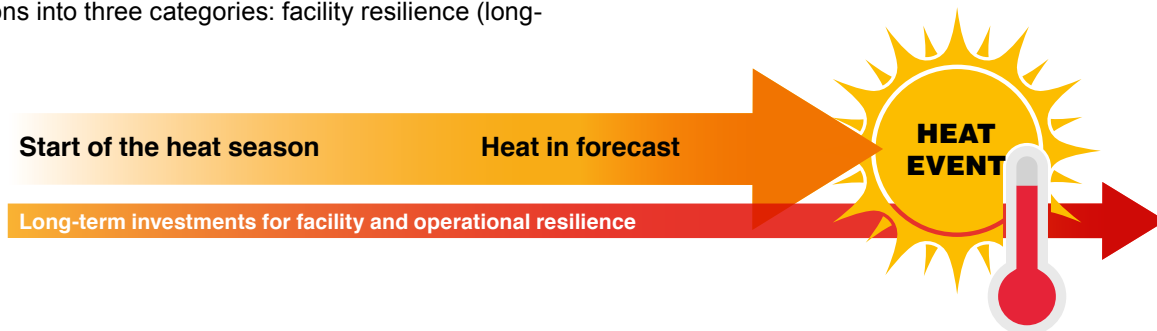 ons into three categories: facility resilience (long-
Start of the heat season
Heat in forecast
HEAT
EVENT
Long-term investments for facility and operational resilience